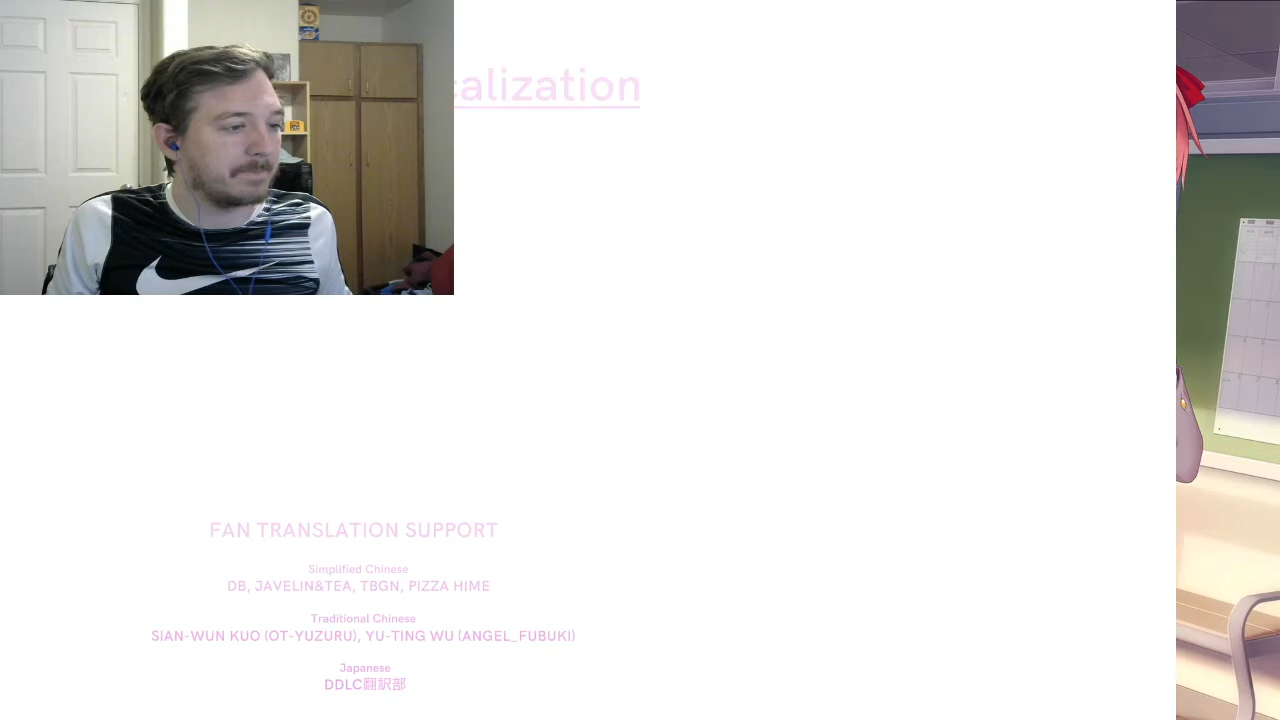 calization
FAN TRANSLATION SUPPORT
Simplified Chinese
DB, JAVELIN&TEA, TBGN, PIZZA HIME
Traditional Chinese
SIAN-WUN KUO (OT-YUZURU), YU-TING WU (ANGEL_FUBUKI)
Japanese
DDLC翻訳部